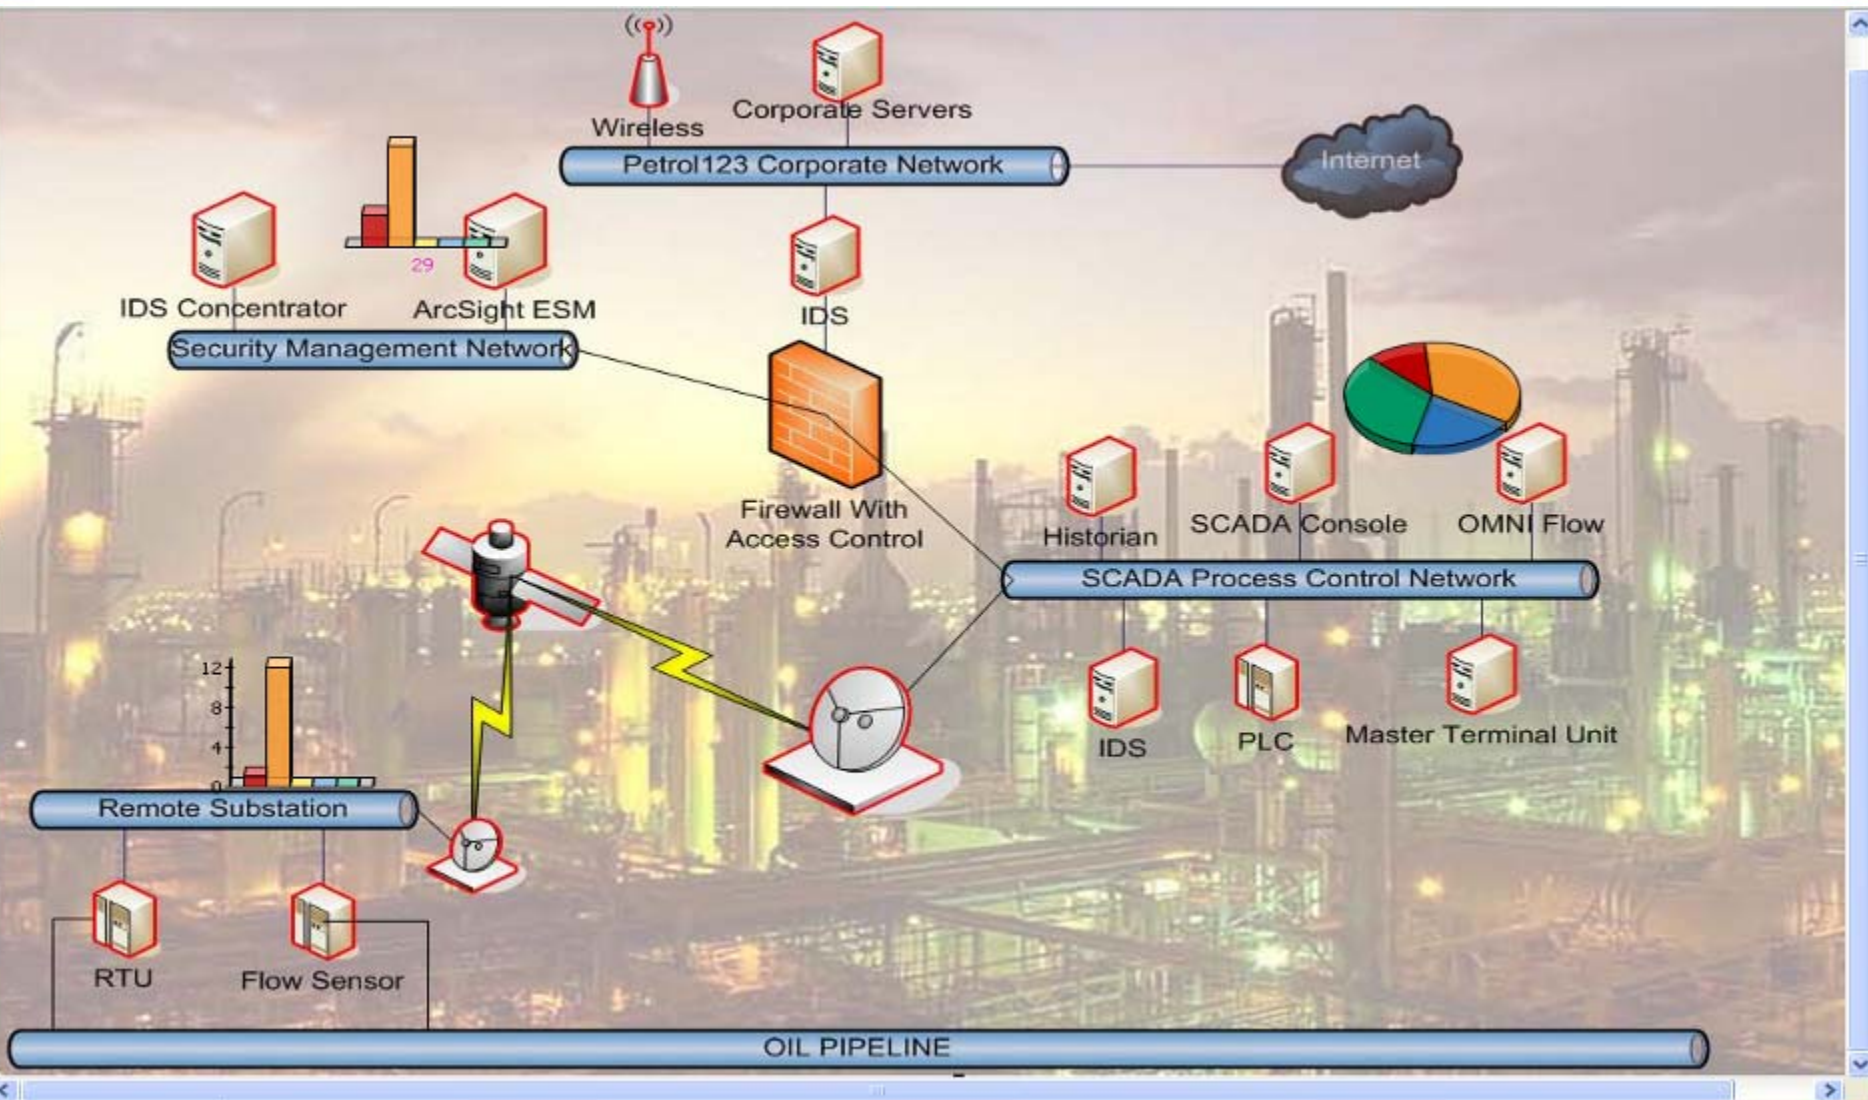 Wireless
Corporate Servers
Petrol123 Corporate Network
Internet
29
IDS Concentrator
ArcSight ESM
IDS
Security Management Network
Firewall With
Access Control
Historian
SCADA Console
OMNI Flow
SCADA Process Control Network
IDS
PLC
Master Terminal Unit
12
8
4
0
Remote Substation
RTU
Flow Sensor
OIL PIPELINE